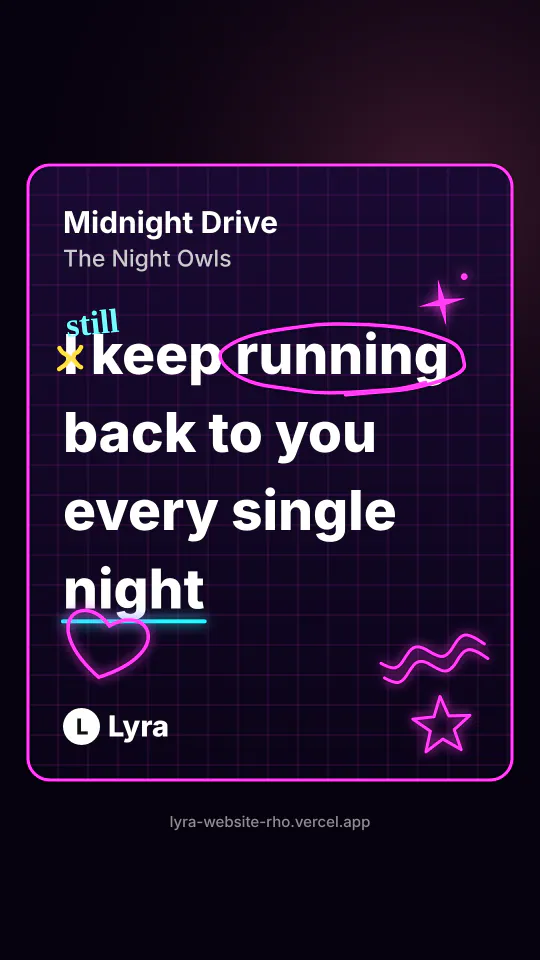 Midnight Drive
The Night Owls
still
I keep running
back to you
every single
night
L Lyra
lyra-website-rho.vercel.app